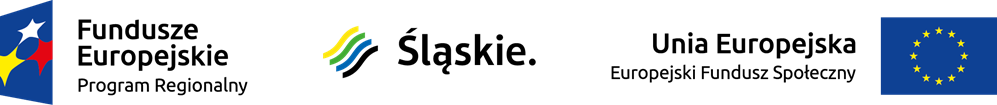 Fundusze
Europejskie
Program Regionalny
Śląskie.
Unia Europejska
Europejski Fundusz Społeczny